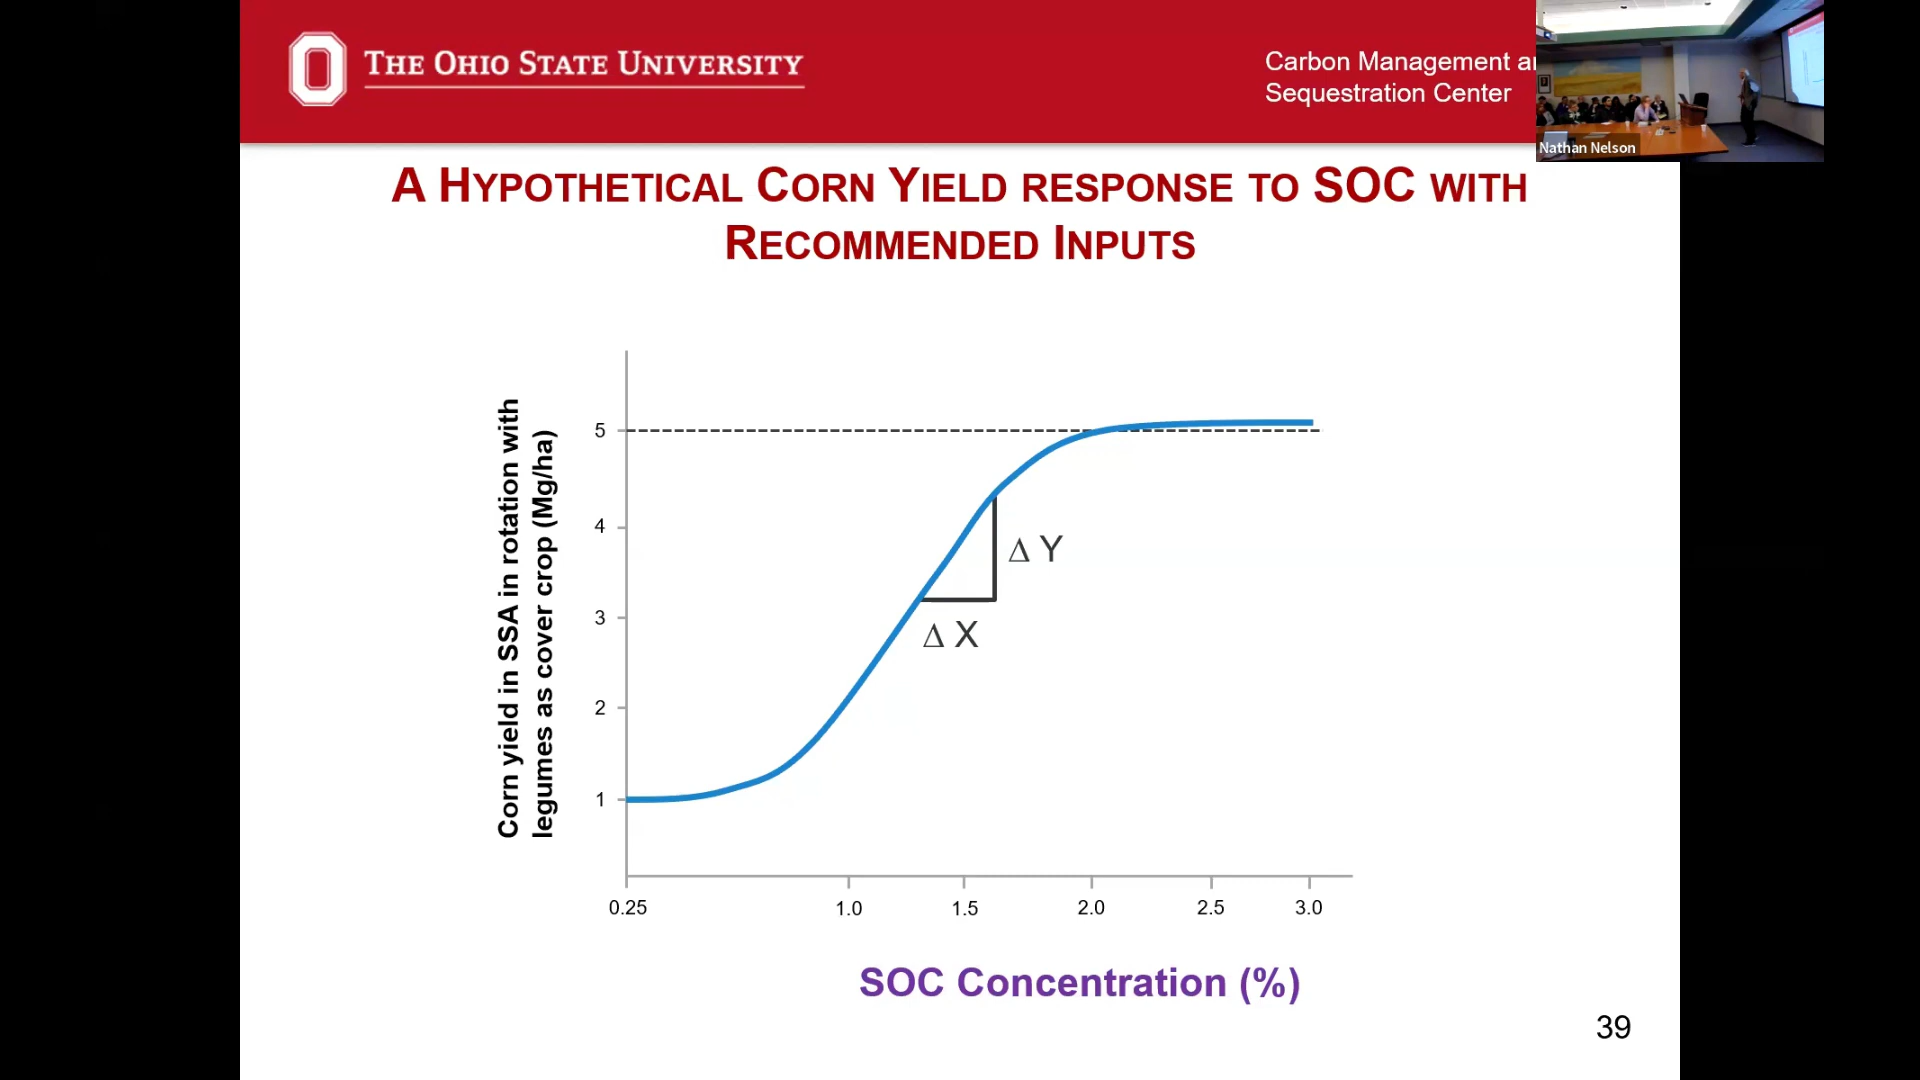 THE OHIO STATE UNIVERSITY
Carbon Management a
Sequestration Center
Nathan Nelson
A HYPOTHETICAL CORN YIELD RESPONSE TO SOC WITH
RECOMMENDED INPUTS
Corn yield in SSA in rotation with
legumes as cover crop (Mg/ha)
5
4
3
2
1
Δ Y
Δ X
0.25 1.0 1.5 2.0 2.5 3.0
SOC Concentration (%)
39